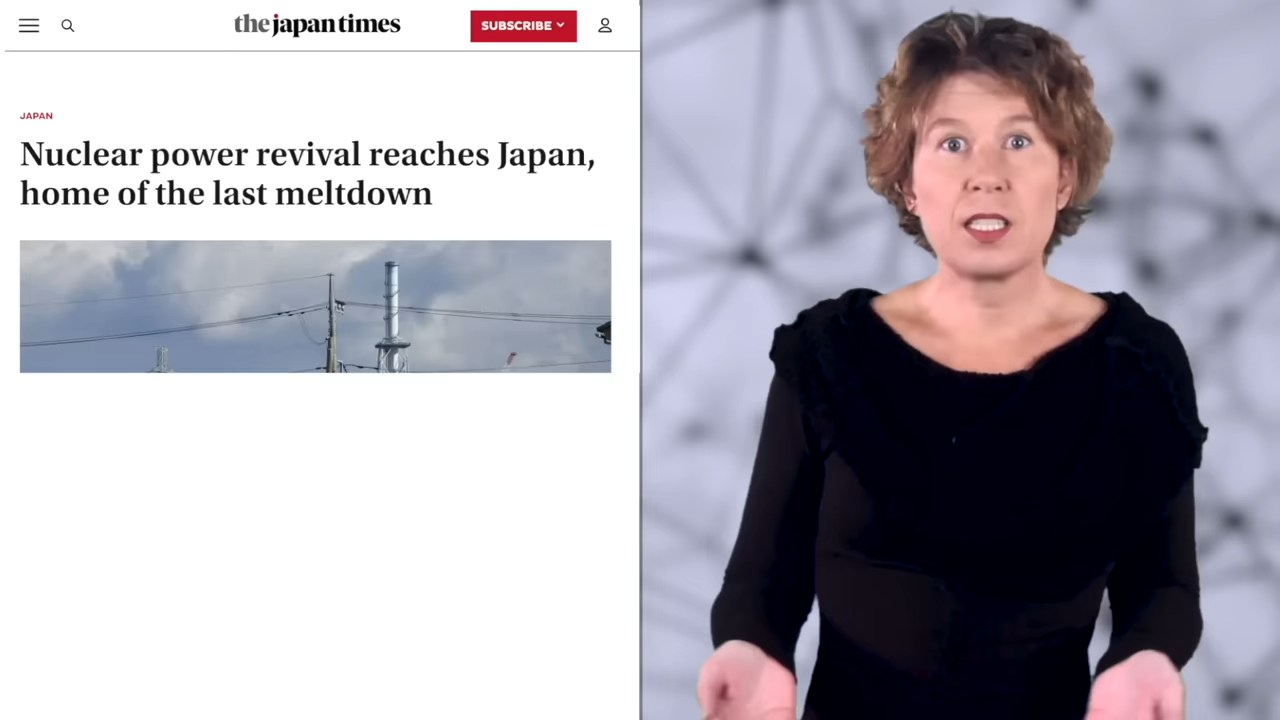 the japan times
SUBSCRIBE
JAPAN
Nuclear power revival reaches Japan,
home of the last meltdown